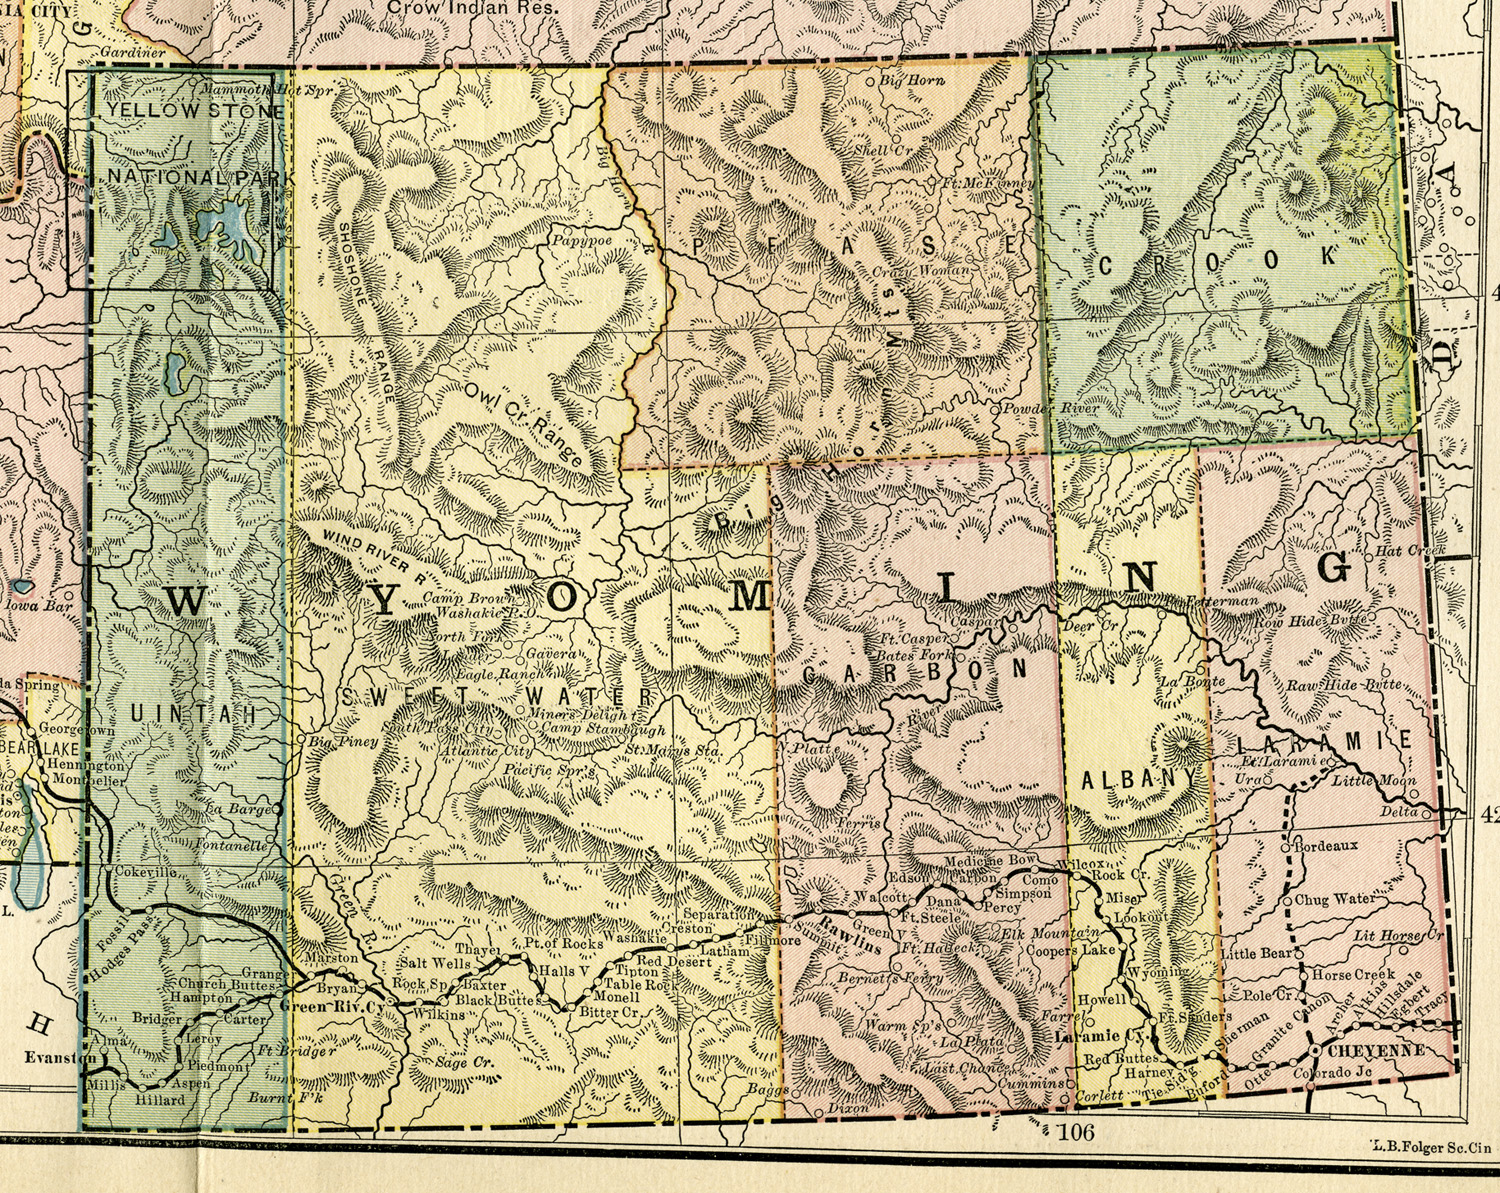 IA CITY
G
Crow Indian Res.
Gardiner
Mammoth Hot Spr.
YELLOW STONE
NATIONAL PARK
Big Horn
Shell Cr.
Ft. McKinney
D A
SHOSHONE
RANGE
Papypoe
Big
R
PEASE
Crazy Woman
CROOK
Owl Cr. Range
Powder River
Big Horn Mts
WIND RIVER R
Hat Creek
WYOMING
Iowa Bar
Camp Brown
Washakie
North Fork
Gavera
Eagle Ranch
Ft. Casper
Caspar
Bates Fork
Deer Cr
Fetterman
Row Hide Butte
Raw Hide Butte
La Bonte
SWEET WATER
Miners Delight
South Pass City
Camp Stambaugh
Atlantic City
St. Marys Sta.
Pacific Spr's
Big Piney
UINTAH
CARBON
River
N. Platte
ALBANY
LARAMIE
Ft. Laramie
Ura
Little Moon
Delta
42
da Spring
Georgetown
BEAR LAKE
Hennington
Montpelier
L.
La Barge
Fontanelle
Cokeville
Ferris
Bordeaux
Chug Water
Lit Horse Cr
Little Bear
Horse Creek
Pole Cr.
Fossil
Hodges Pass
Green R.
Medicine Bow
Wilcox
Rock Cr.
Edson
Carbon
Como
Simpson
Percy
Dana
Walcott
Ft. Steele
Miser
Lookout
Elk Mountain
Coopers Lake
Separation
Creston
Fillmore
Summit
Rawlins
Green V
Ft. Halleck
Bernet's Ferry
Washakie
Latham
Red Desert
Tipton
Table Rock
Monell
Bitter Cr.
Pt. of Rocks
Thayer
Salt Wells
Halls V
Baxter
Black Buttes
Rock Sp.
Wilkins
Marston
Granger
Bryan
Green Riv. Cy.
Church Buttes
Hampton
Carter
Bridger
Leroy
Ft Bridger
Piedmont
Alma
Evanston
Millis
Aspen
Hillard
Burnt F'k
H
Sage Cr.
Wyoming
Howell
Farrel
Ft. Sanders
Laramie Cy.
Red Buttes
Harney
Tie Sid'g
Sherman
Buford
Otto
Granite Canon
Archer
Atkins
Hillsdale
Egbert
Tracy
CHEYENNE
Colorado Jc
Warm Sp's
La Plata
Last Chance
Cummins
Corlett
Baggs
Dixon
106
L.B. Folger Sc. Cin